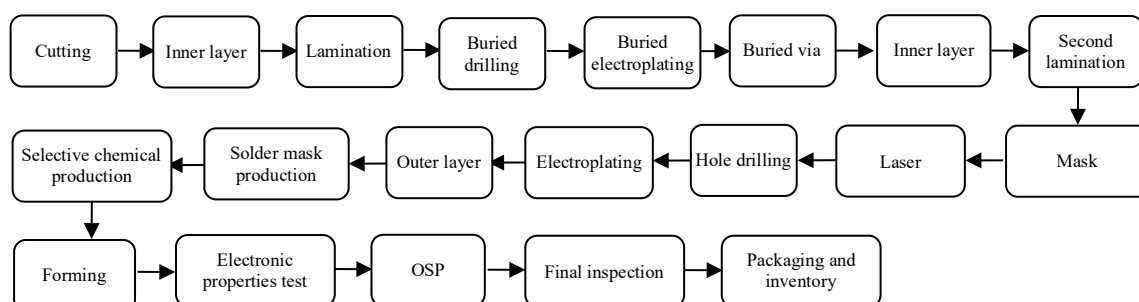 Cutting
Inner layer
Lamination
Buried
drilling
Buried
electroplating
Buried via
Inner layer
Second
lamination
Mask
Laser
Hole drilling
Electroplating
Outer layer
Solder mask
production
Selective chemical
production
Forming
Electronic
properties test
OSP
Final inspection
Packaging and
inventory